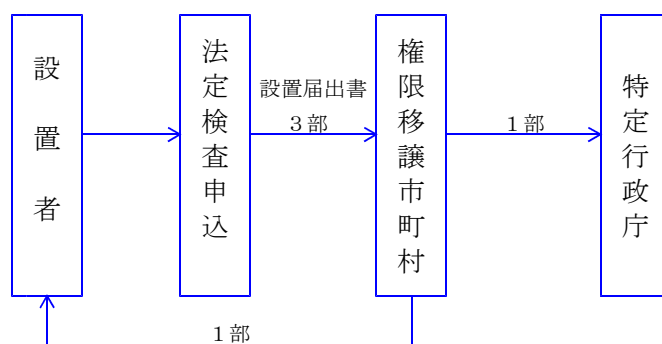 設置者
法定検査申込
設置届出書
３部
権限移譲市町村
１部
特定行政庁
１部